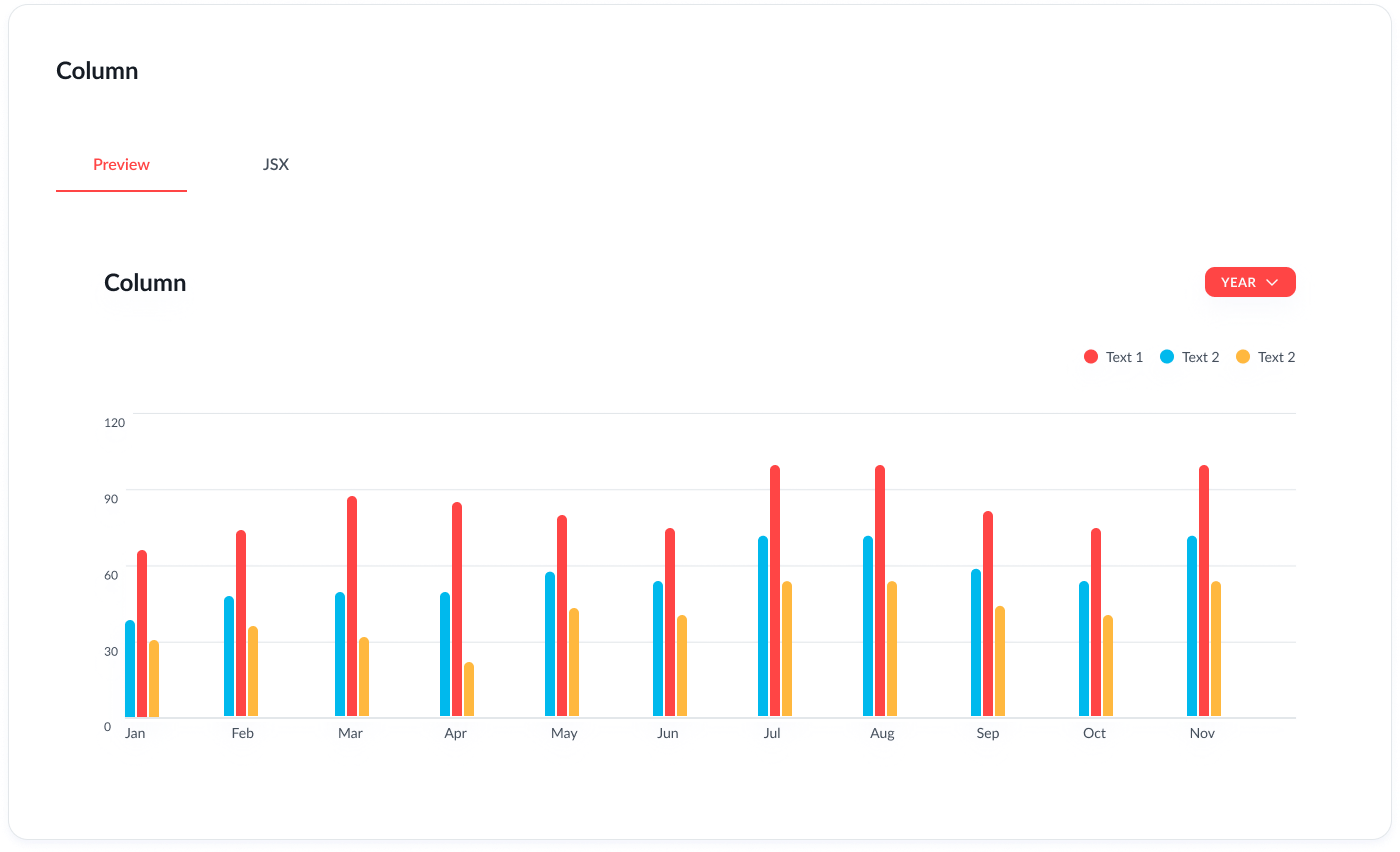 Column
Preview JSX
Column
YEAR
Text 1 Text 2 Text 2
120
90
60
30
0
Jan Feb Mar Apr May Jun Jul Aug Sep Oct Nov